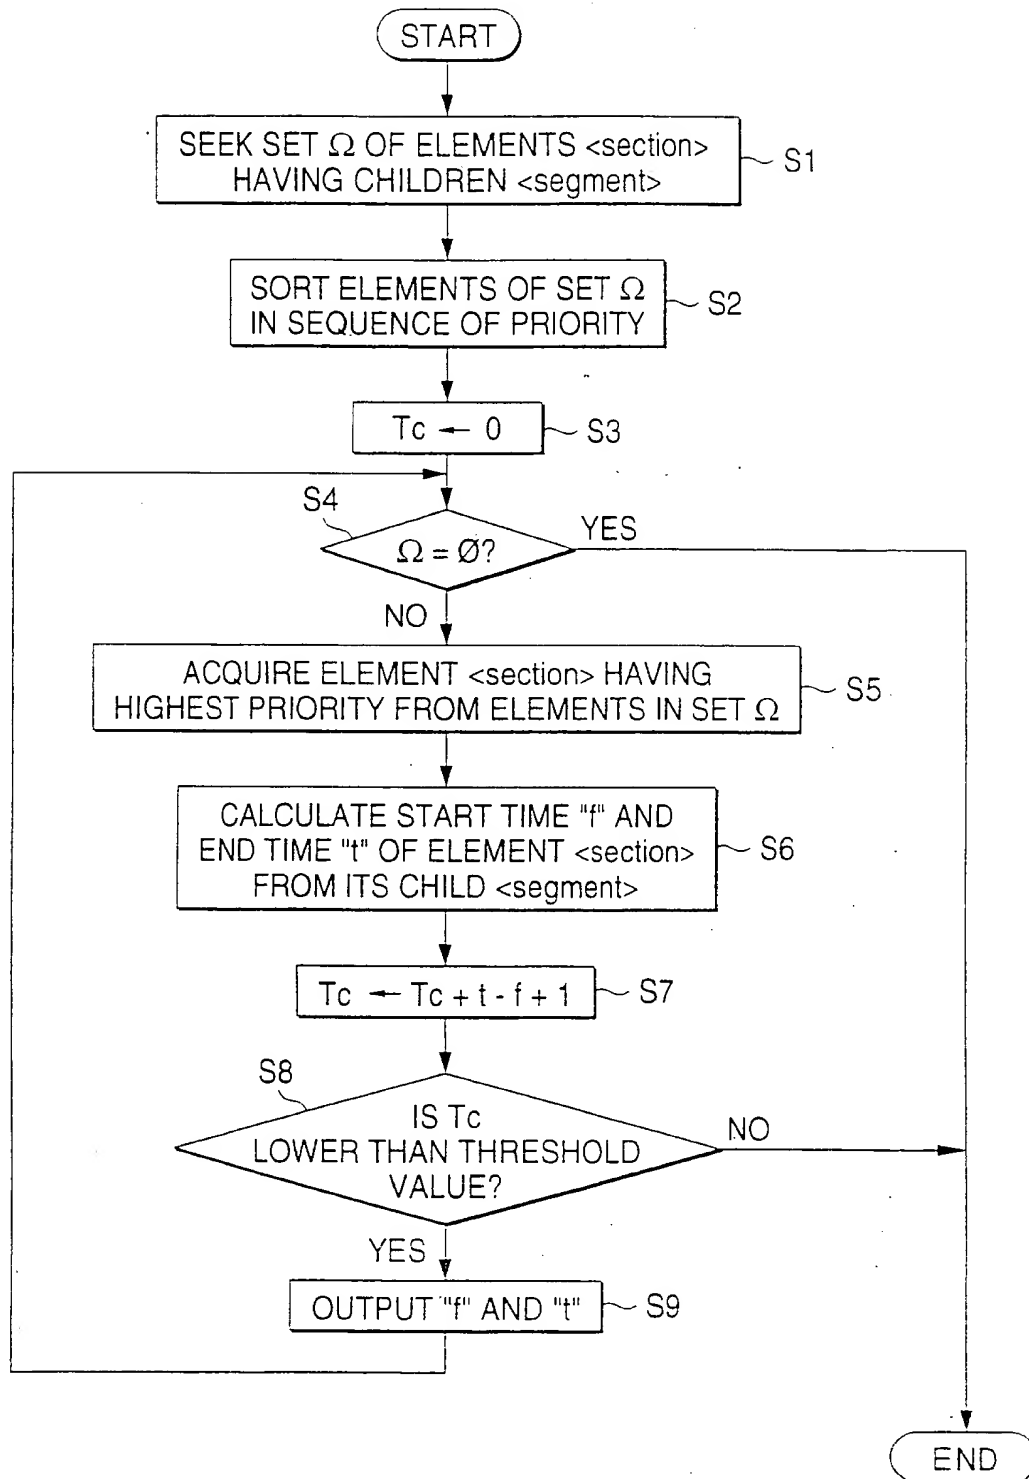 START
SEEK SET Ω OF ELEMENTS <section>
HAVING CHILDREN <segment>
S1
SORT ELEMENTS OF SET Ω
IN SEQUENCE OF PRIORITY
S2
Tc ← 0
S3
S4
Ω = Ø?
YES
NO
ACQUIRE ELEMENT <section> HAVING
HIGHEST PRIORITY FROM ELEMENTS IN SET Ω
S5
CALCULATE START TIME "f" AND
END TIME "t" OF ELEMENT <section>
FROM ITS CHILD <segment>
S6
Tc ← Tc + t - f + 1
S7
S8
IS Tc
LOWER THAN THRESHOLD
VALUE?
NO
YES
OUTPUT "f" AND "t"
S9
END